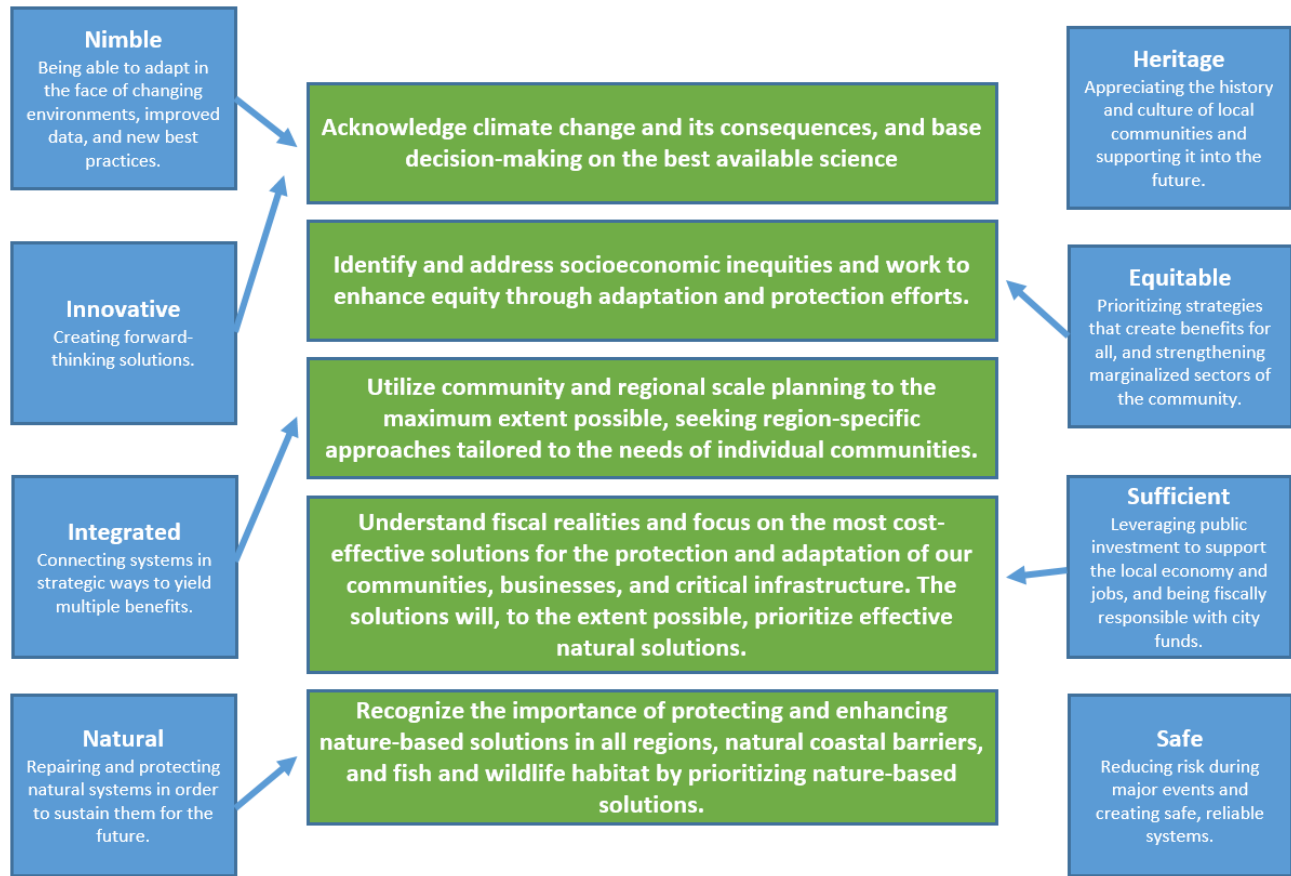 Nimble
Being able to adapt in
the face of changing
environments, improved
data, and new best
practices.
Innovative
Creating forward-
thinking solutions.
Integrated
Connecting systems in
strategic ways to yield
multiple benefits.
Natural
Repairing and protecting
natural systems in order
to sustain them for the
future.
Acknowledge climate change and its consequences, and base
decision-making on the best available science
Identify and address socioeconomic inequities and work to
enhance equity through adaptation and protection efforts.
Utilize community and regional scale planning to the
maximum extent possible, seeking region-specific
approaches tailored to the needs of individual communities.
Understand fiscal realities and focus on the most cost-
effective solutions for the protection and adaptation of our
communities, businesses, and critical infrastructure. The
solutions will, to the extent possible, prioritize effective
natural solutions.
Recognize the importance of protecting and enhancing
nature-based solutions in all regions, natural coastal barriers,
and fish and wildlife habitat by prioritizing nature-based
solutions.
Heritage
Appreciating the history
and culture of local
communities and
supporting it into the
future.
Equitable
Prioritizing strategies
that create benefits for
all, and strengthening
marginalized sectors of
the community.
Sufficient
Leveraging public
investment to support
the local economy and
jobs, and being fiscally
responsible with city
funds.
Safe
Reducing risk during
major events and
creating safe, reliable
systems.